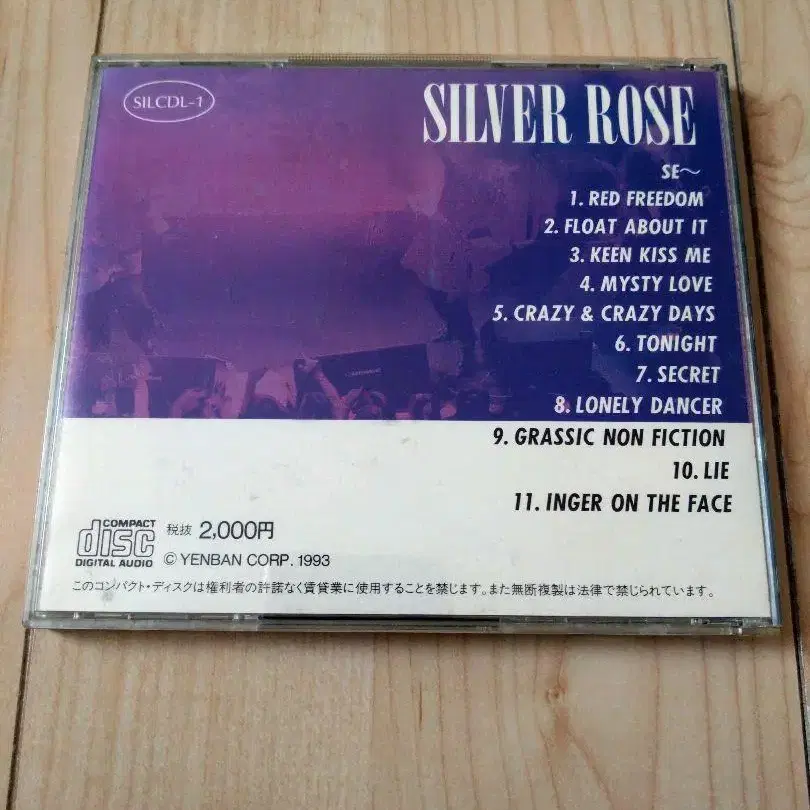 SILCDL-1
SILVER ROSE
SE〜
1. RED FREEDOM
2. FLOAT ABOUT IT
3. KEEN KISS ME
4. MYSTY LOVE
5. CRAZY & CRAZY DAYS
6. TONIGHT
7. SECRET
8. LONELY DANCER
9. GRASSIC NON FICTION
10. LIE
11. INGER ON THE FACE
COMPACT
disc
DIGITAL AUDIO
税抜 2,000円
© YENBAN CORP. 1993
このコンパクト・ディスクは権利者の許諾なく賃貸業に使用することを禁じます。また無断複製は法律で禁じられています。